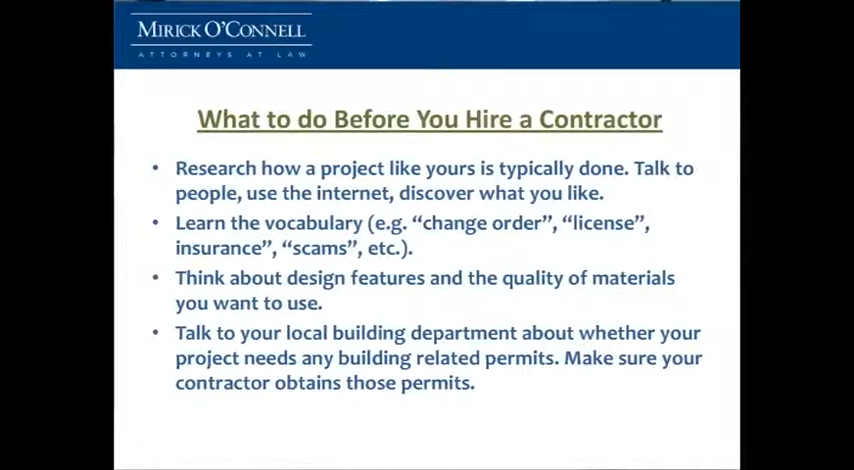 MIRICK O'CONNELL
ATTORNEYS AT LAW
What to do Before You Hire a Contractor
• Research how a project like yours is typically done. Talk to
people, use the internet, discover what you like.
• Learn the vocabulary (e.g. “change order”, “license”,
insurance”, “scams”, etc.).
• Think about design features and the quality of materials
you want to use.
• Talk to your local building department about whether your
project needs any building related permits. Make sure your
contractor obtains those permits.